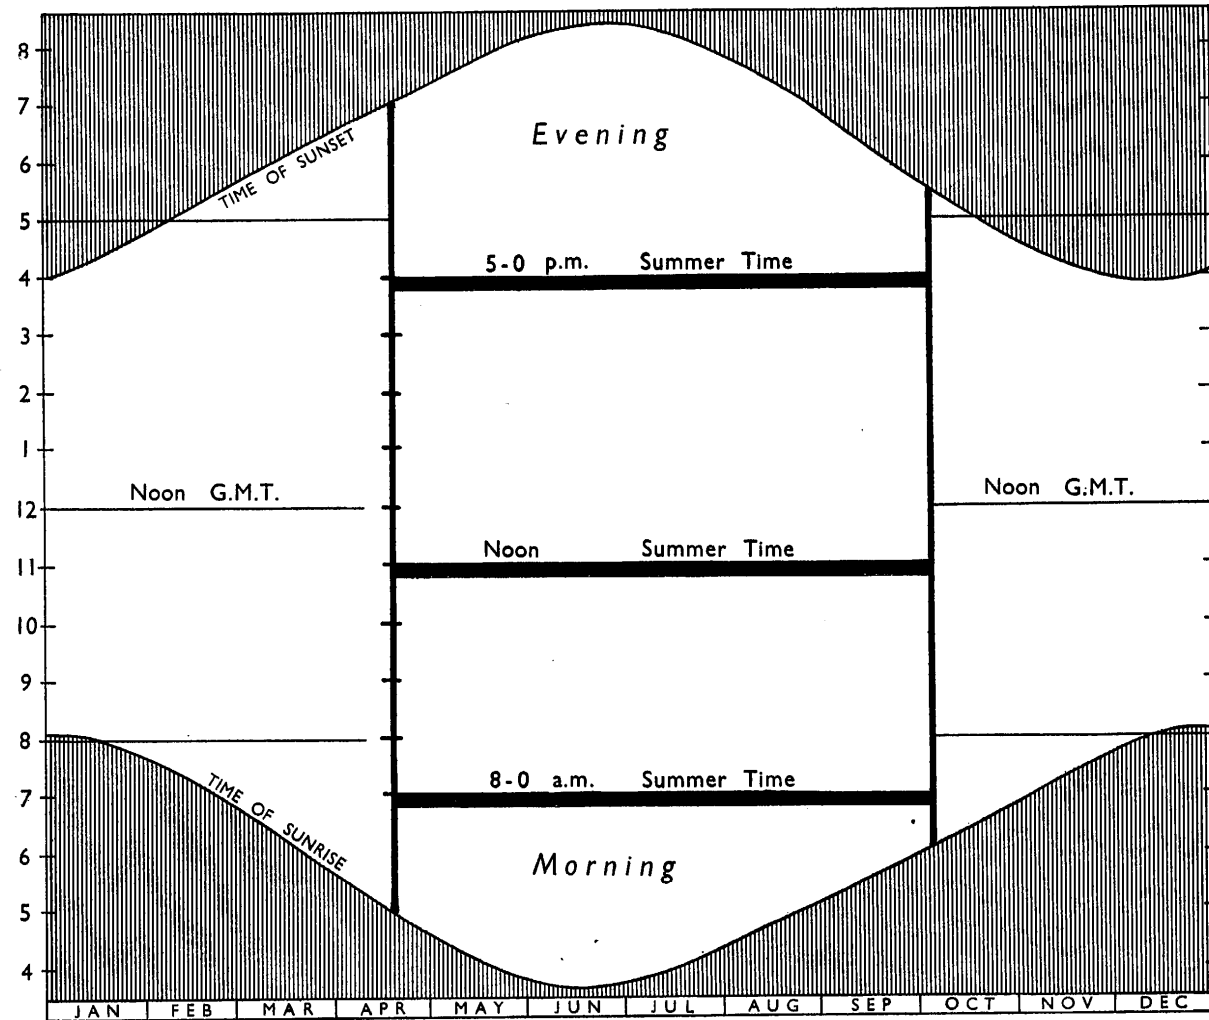 8
7
Evening
TIME OF SUNSET
6
5
5-0 p.m. Summer Time
4
3
2
1
Noon G.M.T.
Noon G.M.T.
12
Noon Summer Time
11
10
9
8
8-0 a.m. Summer Time
7
TIME OF SUNRISE
6
Morning
5
4
JAN FEB MAR APR MAY JUN JUL AUG SEP OCT NOV DEC